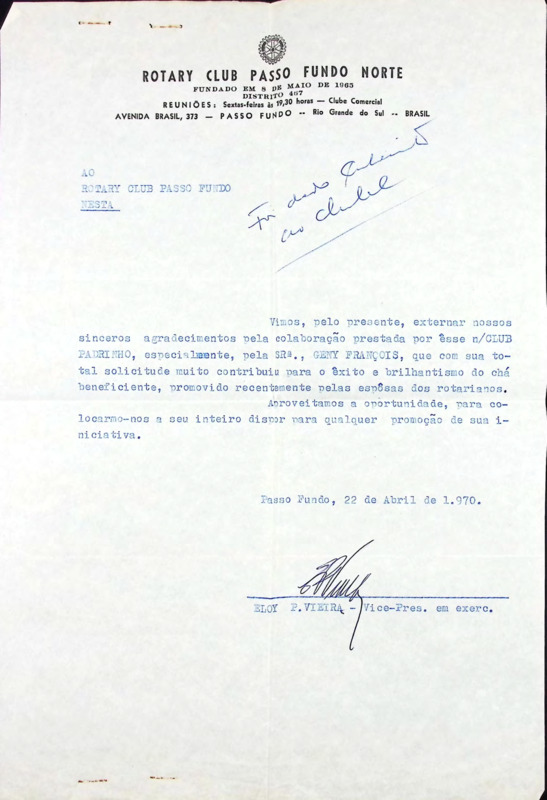 ROTARY CLUB PASSO FUNDO NORTE
FUNDADO EM 8 DE MAIO DE 1965
DISTRITO 467
REUNIÕES: Sextas-feiras às 19,30 horas — Clube Comercial
AVENIDA BRASIL, 373 — PASSO FUNDO -- Rio Grande do Sul -- BRASIL
AO
ROTARY CLUB PASSO FUNDO
NESTA
Foi dado
ao
Vimos, pelo presente, externar nossos
sinceros agradecimentos pela colaboração prestada por êsse n/CLUB
PADRINHO, especialmente, pela SRª., GENY FRANÇOIS, que com sua to-
tal solicitude muito contribuiu para o êxito e brilhantismo do chá
beneficiente, promovido recentemente pelas espôsas dos rotarianos.
Aproveitamos a oportunidade, para co-
locarmo-nos a seu inteiro dispor para qualquer promoção de sua i-
niciativa.
Passo Fundo, 22 de Abril de 1.970.
ELOY P. VIEIRA - Vice-Pres. em exerc.